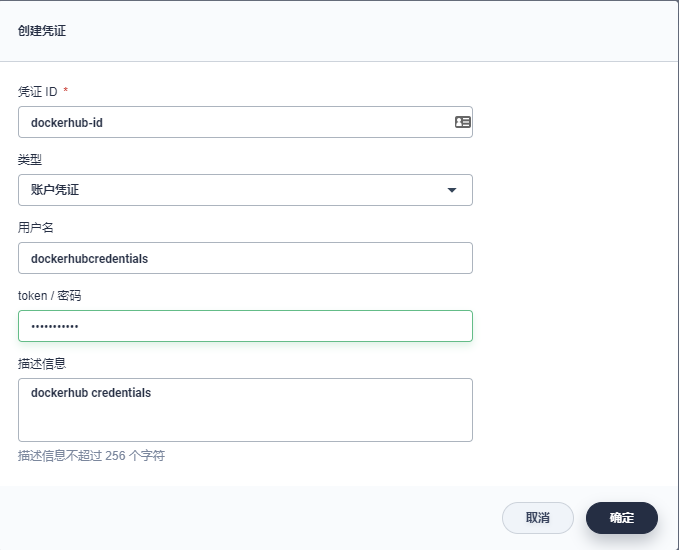 创建凭证
凭证 ID *
dockerhub-id
类型
账户凭证
用户名
dockerhubcredentials
token / 密码
•••••••••••
描述信息
dockerhub credentials
描述信息不超过 256 个字符
取消
确定